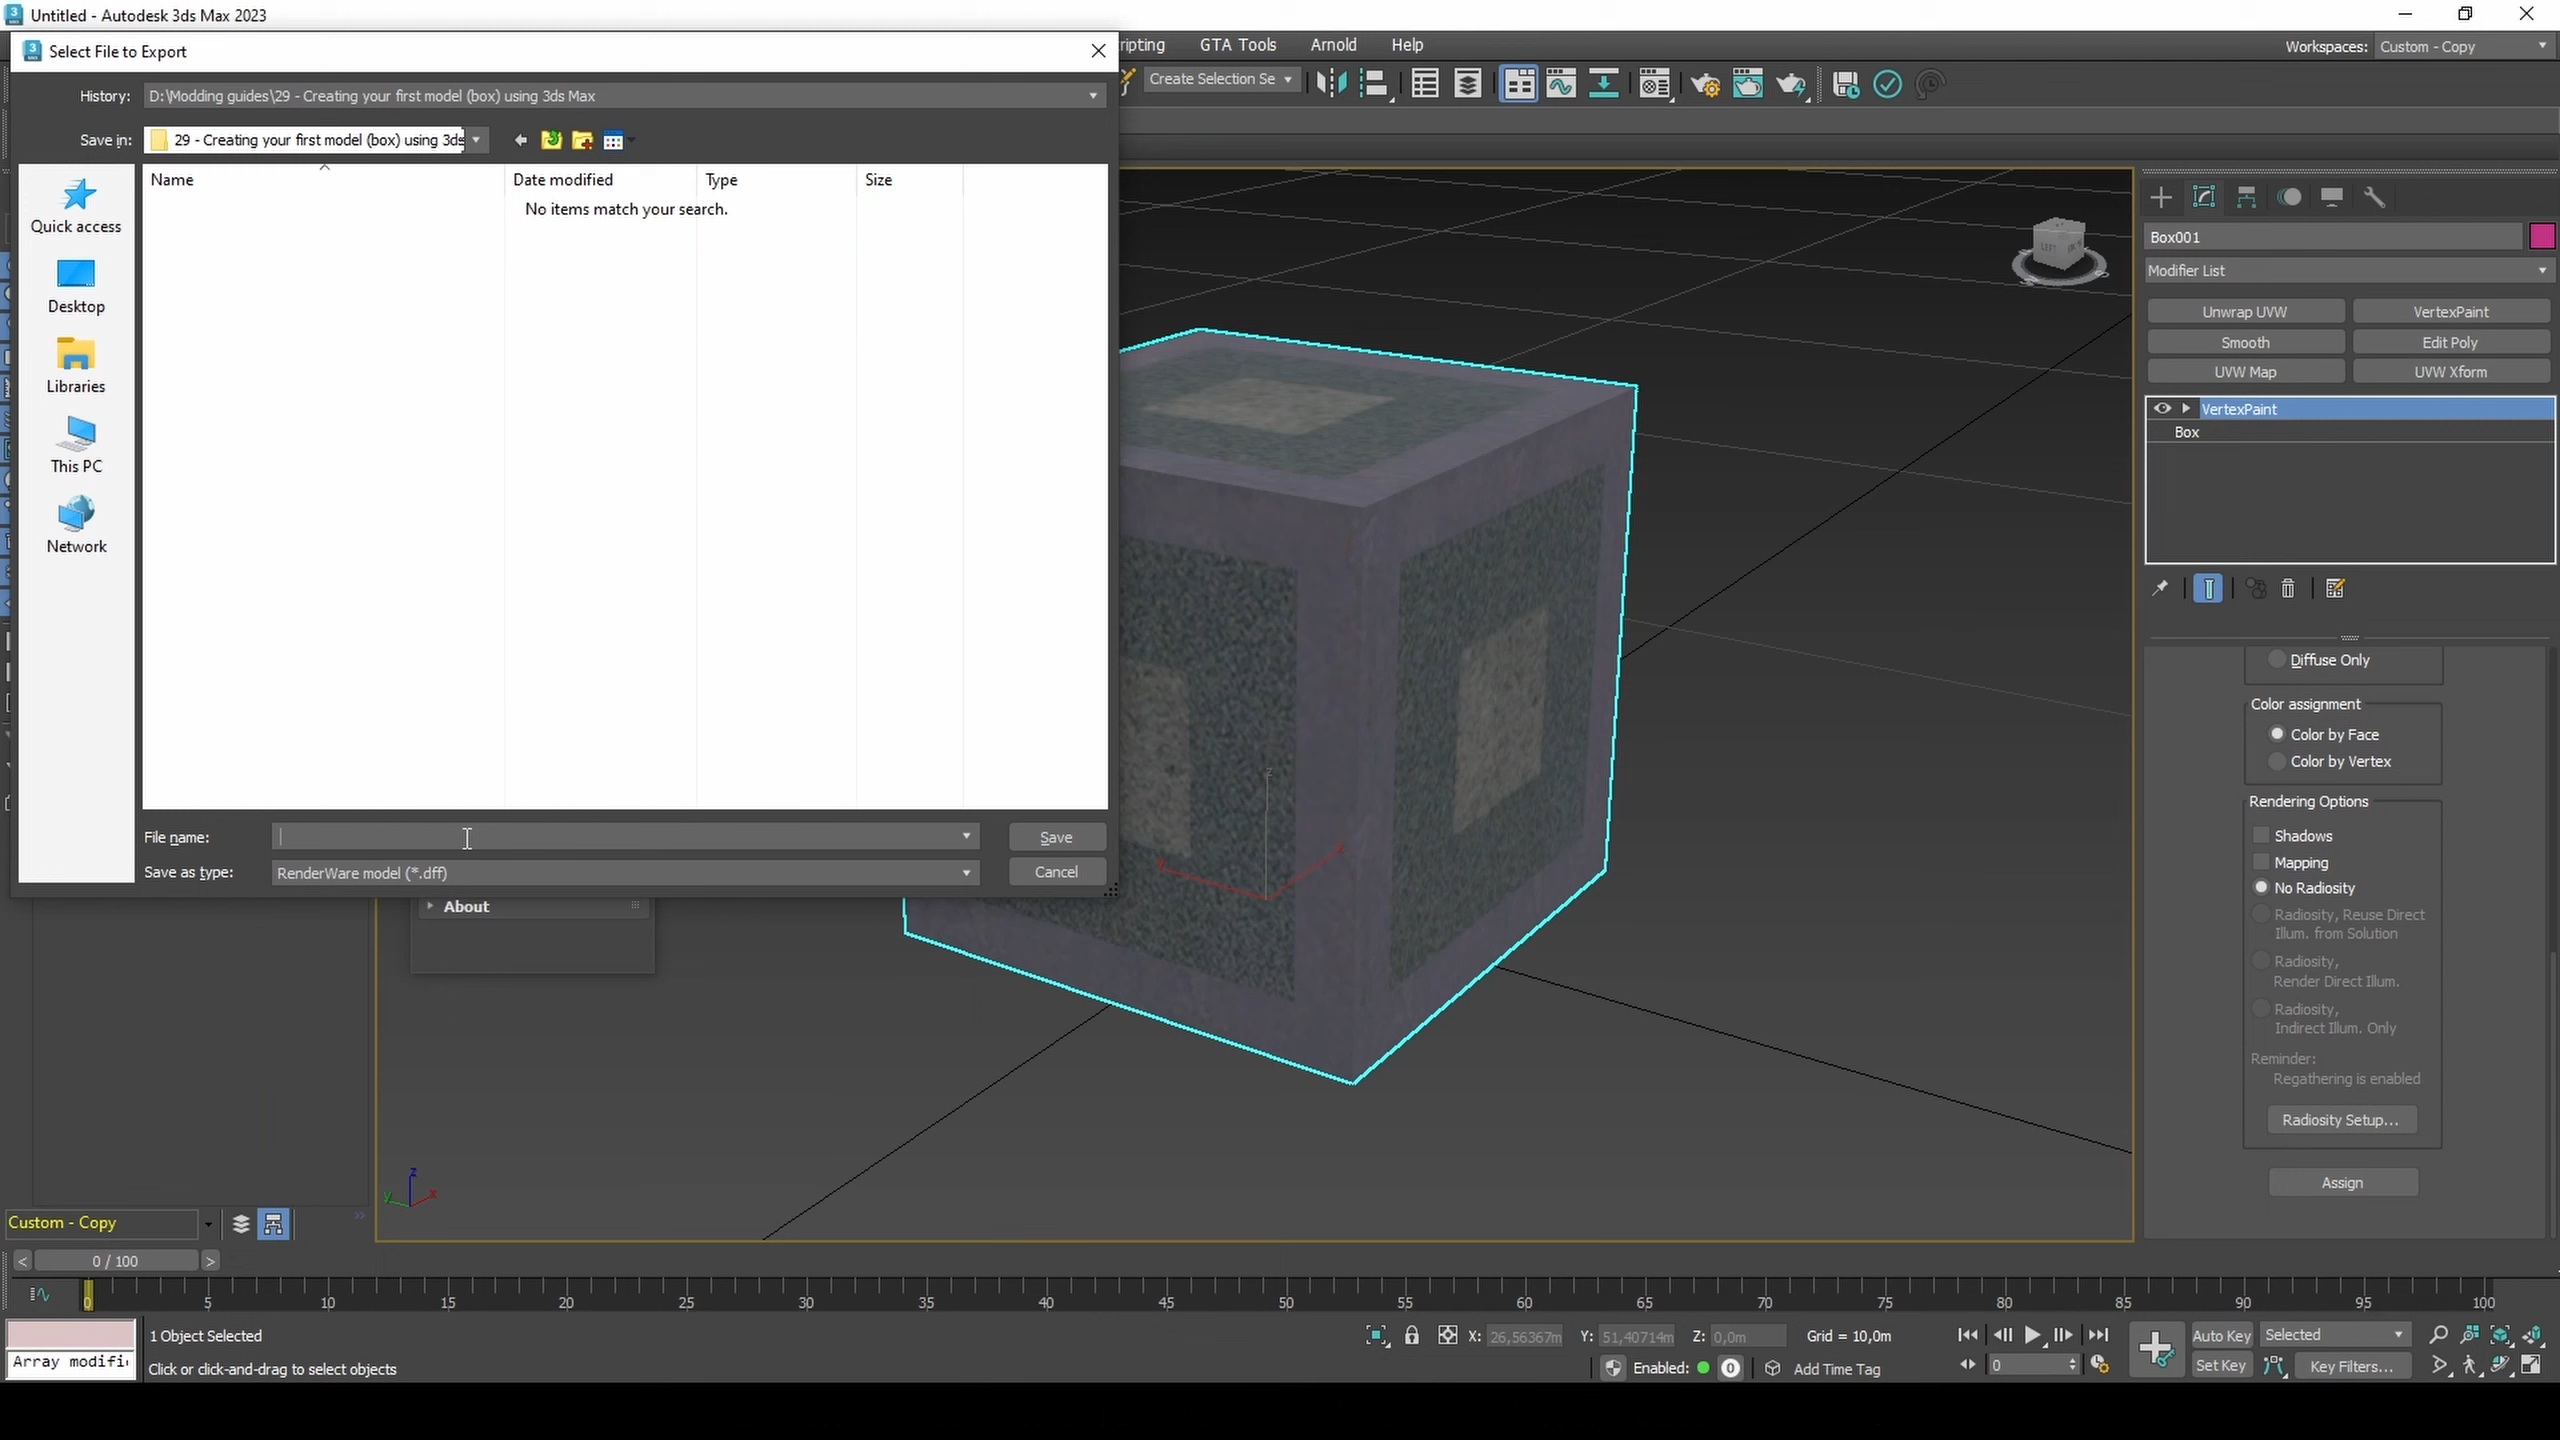 Untitled - Autodesk 3ds Max 2023
Select File to Export
ripting
GTA Tools
Arnold
Help
Workspaces:
Custom - Copy
History:
D:\Modding guides\29 - Creating your first model (box) using 3ds Max
Create Selection Se
Save in:
29 - Creating your first model (box) using 3ds
Name
Date modified
Type
Size
No items match your search.
Quick access
Desktop
Libraries
This PC
Network
File name:
Save
Save as type:
RenderWare model (*.dff)
Cancel
About
LEFT
Box001
Modifier List
Unwrap UVW
VertexPaint
Smooth
Edit Poly
UVW Map
UVW Xform
VertexPaint
Box
Diffuse Only
Color assignment
Color by Face
Color by Vertex
Rendering Options
Shadows
Mapping
No Radiosity
Radiosity, Reuse Direct
Illum. from Solution
Radiosity,
Render Direct Illum.
Radiosity,
Indirect Illum. Only
Reminder:
Regathering is enabled
Radiosity Setup...
Assign
z
x
y
Custom - Copy
0 / 100
0
5
10
15
20
25
30
35
40
45
50
55
60
65
70
75
80
85
90
95
100
1 Object Selected
X:
26,56367m
Y:
51,40714m
Z:
0,0m
Grid = 10,0m
Auto Key
Selected
Array modifi
Click or click-and-drag to select objects
Enabled:
0
Add Time Tag
0
Set Key
Key Filters...